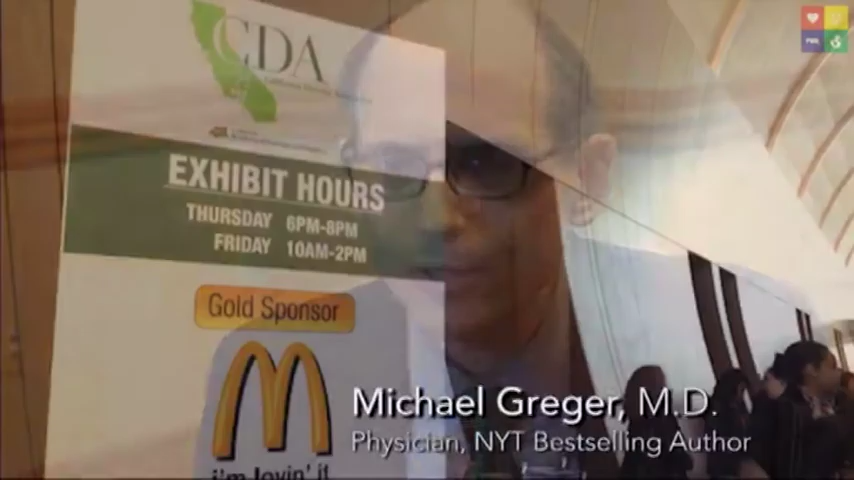 CDA
EXHIBIT HOURS
THURSDAY 6PM-8PM
FRIDAY 10AM-2PM
Gold Sponsor
i'm lovin' it
Michael Greger, M.D.
Physician, NYT Bestselling Author